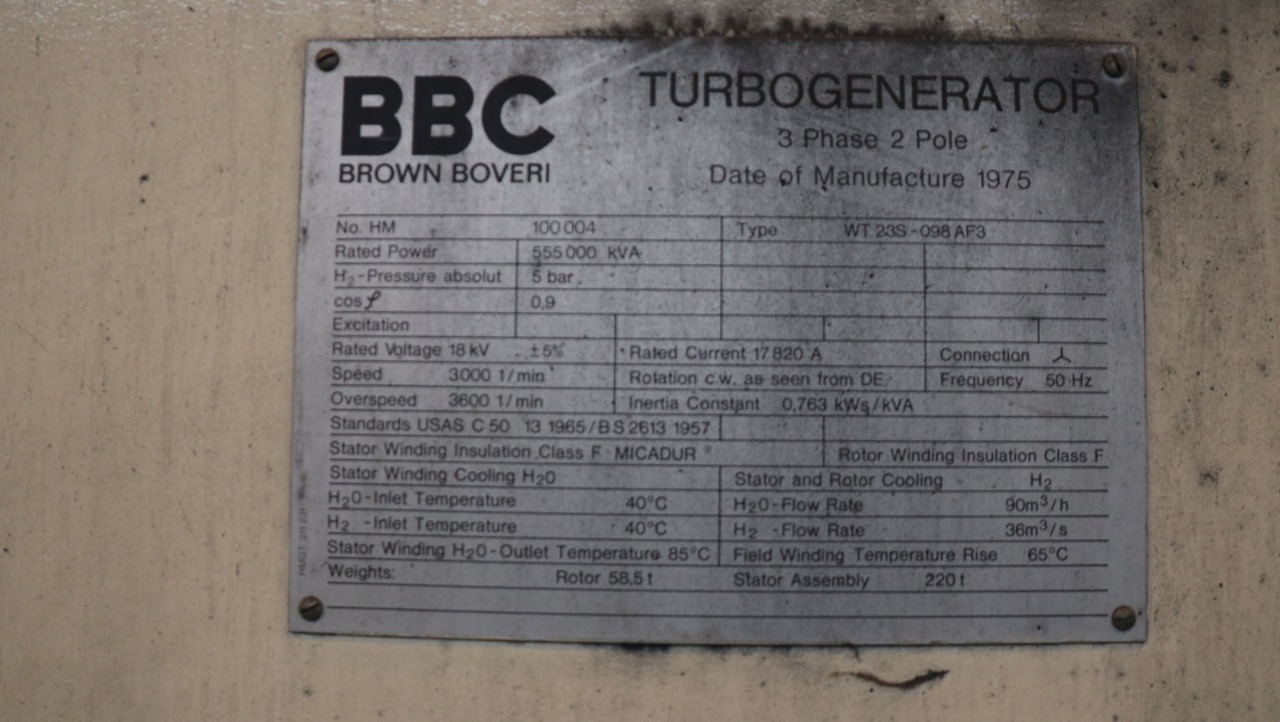 BBC
BROWN BOVERI
TURBOGENERATOR
3 Phase 2 Pole
Date of Manufacture 1975
No. HM 100 004 Type WT 23S - 098 AF3
Rated Power 555 000 kVA
H₂-Pressure absolut 5 bar
cos φ 0,9
Excitation
Rated Voltage 18 kV ±5% Rated Current 17 820 A Connection
Speed 3000 1/min Rotation c.w. as seen from DE. Frequency 50 Hz
Overspeed 3600 1/min Inertia Constant 0,763 kWs/kVA
Standards USAS C 50 13 1965/BS 2613 1957
Stator Winding Insulation Class F MICADUR ® Rotor Winding Insulation Class F
Stator Winding Cooling H₂O Stator and Rotor Cooling H₂
H₂O-Inlet Temperature 40°C H₂O-Flow Rate 90m³/h
H₂ -Inlet Temperature 40°C H₂ -Flow Rate 36m³/s
Stator Winding H₂O-Outlet Temperature 85°C Field Winding Temperature Rise 65°C
Weights: Rotor 58,5 t Stator Assembly 220 t